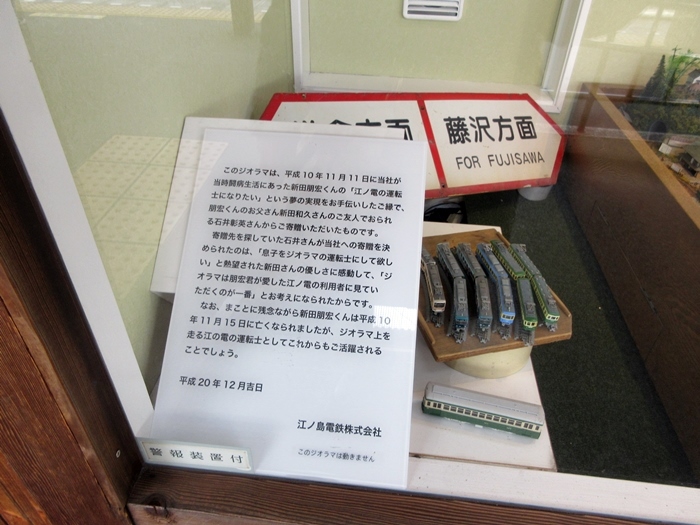 鎌倉方面
藤沢方面
FOR FUJISAWA
このジオラマは、平成10年11月11日に当社が
当時闘病生活にあった新田朋宏くんの「江ノ電の運転
士になりたい」という夢の実現をお手伝いしたご縁で、
朋宏くんのお父さん新田和久さんのご友人でおられ
る石井彰英さんからご寄贈いただいたものです。
寄贈先を探していた石井さんが当社への寄贈を決
められたのは、「息子をジオラマの運転士にして欲し
い」と熱望された新田さんの優しさに感動して、「ジ
オラマは朋宏君が愛した江ノ電の利用者に見てい
ただくのが一番」とお考えになられたからです。
なお、まことに残念ながら新田朋宏くんは平成10
年11月15日に亡くなられましたが、ジオラマ上を
走る江の電の運転士としてこれからもご活躍される
ことでしょう。
平成20年12月吉日
江ノ島電鉄株式会社
このジオラマは動きません
警報装置付